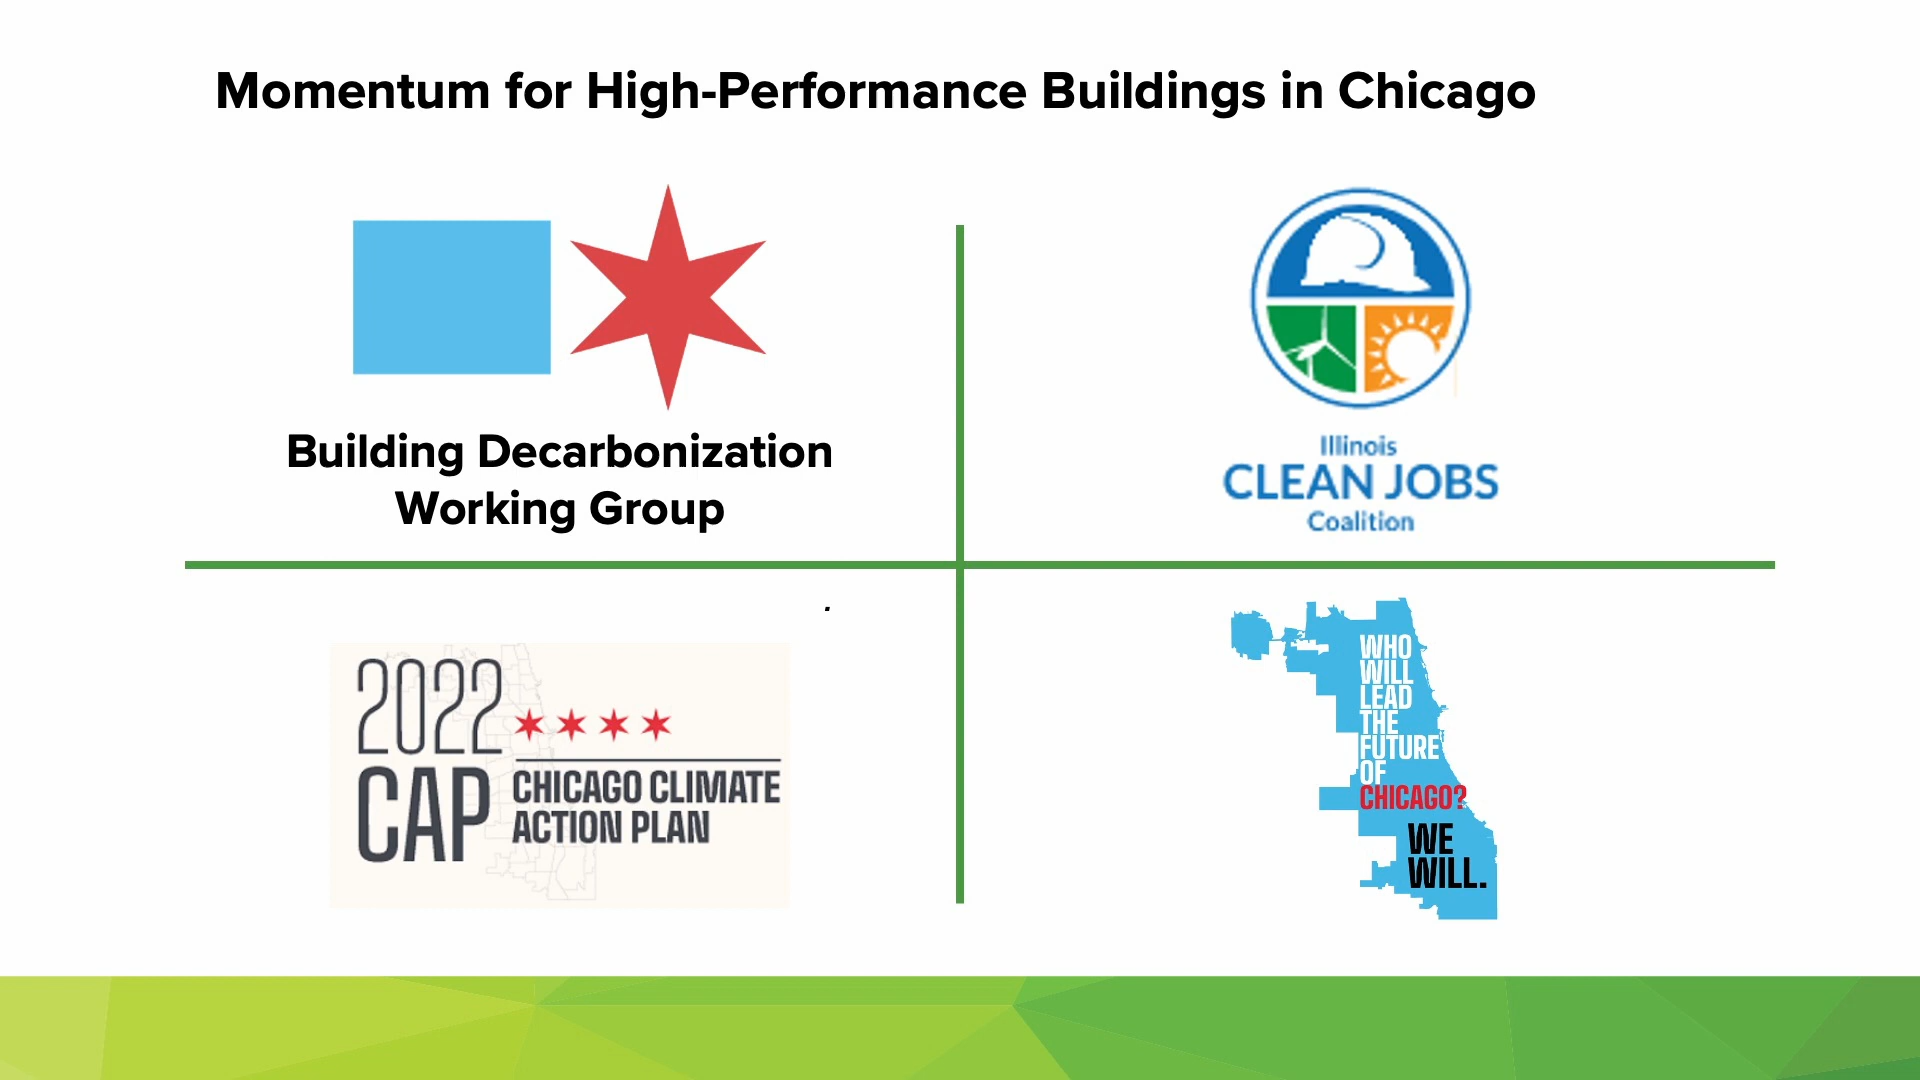 Momentum for High-Performance Buildings in Chicago
Building Decarbonization
Working Group
Illinois
CLEAN JOBS
Coalition
.
2022
CAP
CHICAGO CLIMATE
ACTION PLAN
WHO
WILL
LEAD
THE
FUTURE
OF
CHICAGO?
WE
WILL.